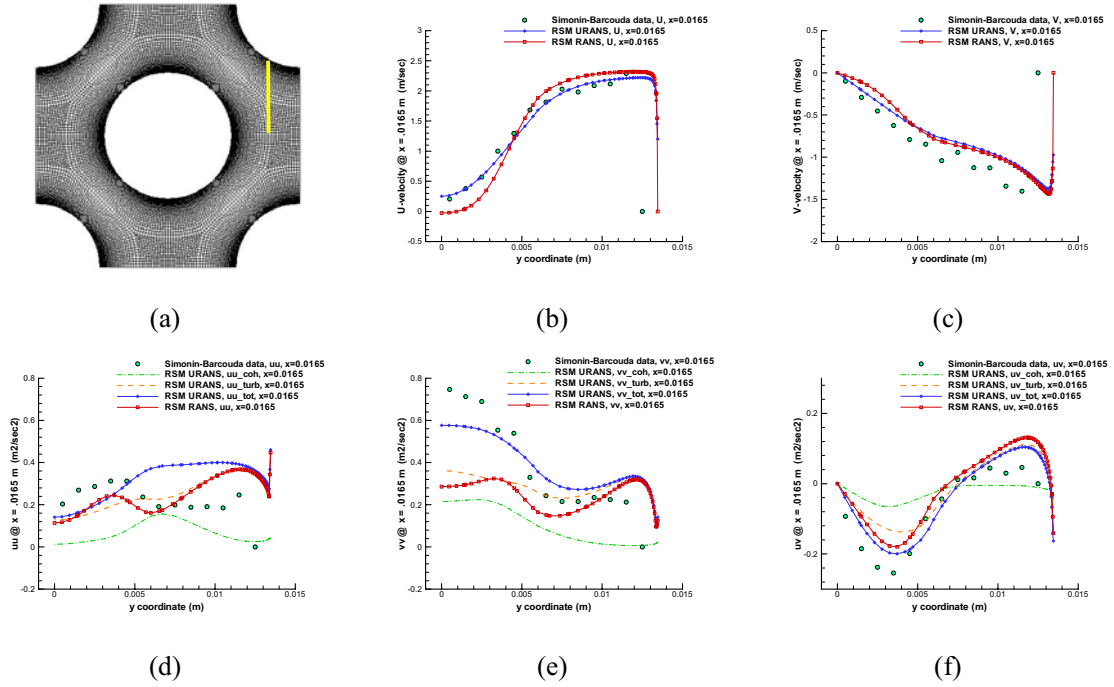 Simonin-Barcouda data, U, x=0.0165
RSM URANS, U, x=0.0165
RSM RANS, U, x=0.0165
U-velocity @ x = .0165 m (m/sec)
3
2.5
2
1.5
1
0.5
0
-0.5
0
0.005
0.01
0.015
y coordinate (m)
Simonin-Barcouda data, V, x=0.0165
RSM URANS, V, x=0.0165
RSM RANS, V, x=0.0165
V-velocity @ x = .0165 m (m/sec)
0
-0.5
-1
-1.5
-2
0
0.005
0.01
0.015
y coordinate (m)
(a)
(b)
(c)
Simonin-Barcouda data, uu, x=0.0165
RSM URANS, uu_coh, x=0.0165
RSM URANS, uu_turb, x=0.0165
RSM URANS, uu_tot, x=0.0165
RSM RANS, uu, x=0.0165
uu @ x = .0165 m (m2/sec2)
0.8
0.6
0.4
0.2
0
-0.2
0
0.005
0.01
0.015
y coordinate (m)
Simonin-Barcouda data, vv, x=0.0165
RSM URANS, vv_coh, x=0.0165
RSM URANS, vv_turb, x=0.0165
RSM URANS, vv_tot, x=0.0165
RSM RANS, vv, x=0.0165
vv @ x = .0165 m (m2/sec2)
0.8
0.6
0.4
0.2
0
-0.2
0
0.005
0.01
0.015
y coordinate (m)
Simonin-Barcouda data, uv, x=0.0165
RSM URANS, uv_coh, x=0.0165
RSM URANS, uv_turb, x=0.0165
RSM URANS, uv_tot, x=0.0165
RSM RANS, uv, x=0.0165
uv @ x = .0165 m (m2/sec2)
0.2
0
-0.2
0
0.005
0.01
0.015
y coordinate (m)
(d)
(e)
(f)